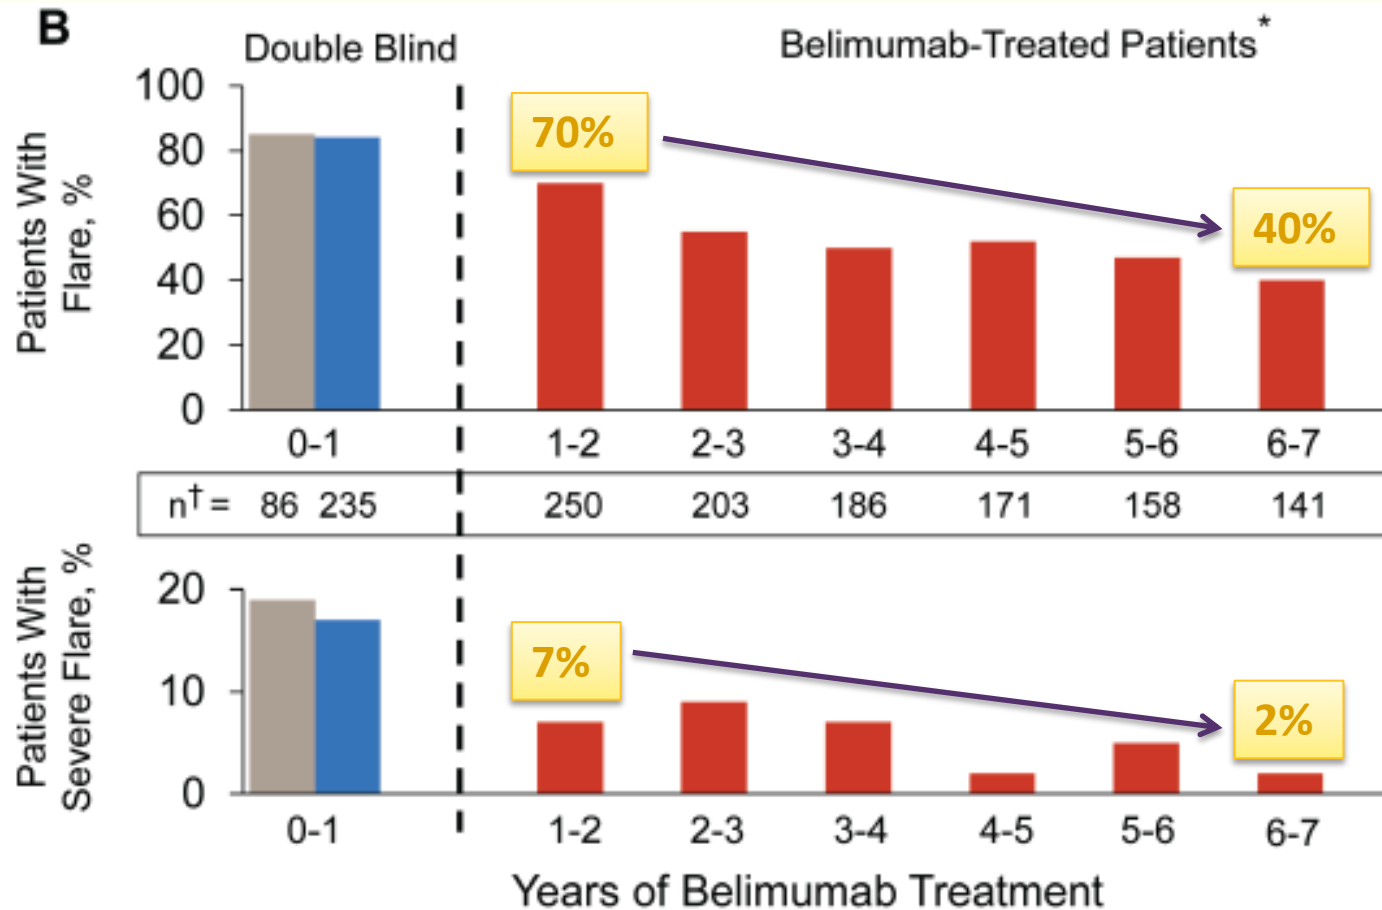 B
Double Blind
Belimumab-Treated Patients*
Patients With
Flare, %
100
80
60
40
20
0
70%
40%
0-1 1-2 2-3 3-4 4-5 5-6 6-7
n† = 86 235 250 203 186 171 158 141
Patients With
Severe Flare, %
20
10
0
7%
2%
0-1 1-2 2-3 3-4 4-5 5-6 6-7
Years of Belimumab Treatment